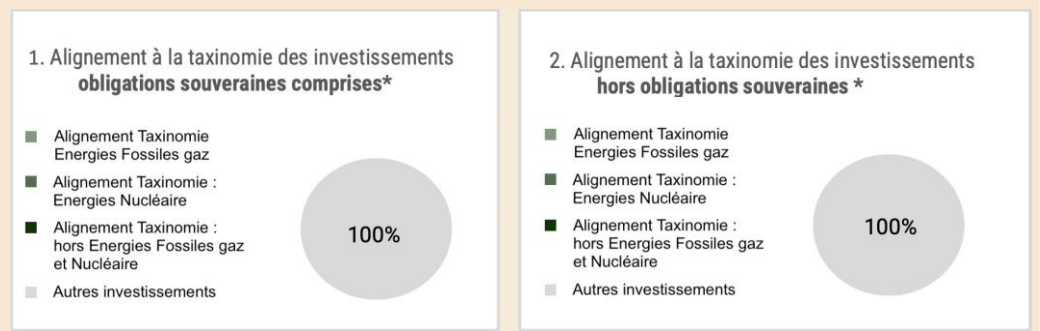 1. Alignement à la taxinomie des investissements
obligations souveraines comprises*
Alignement Taxinomie
Energies Fossiles gaz
Alignement Taxinomie :
Energies Nucléaire
Alignement Taxinomie :
hors Energies Fossiles gaz
et Nucléaire
Autres investissements
100%
2. Alignement à la taxinomie des investissements
hors obligations souveraines *
Alignement Taxinomie
Energies Fossiles gaz
Alignement Taxinomie :
Energies Nucléaire
Alignement Taxinomie :
hors Energies Fossiles gaz
et Nucléaire
Autres investissements
100%